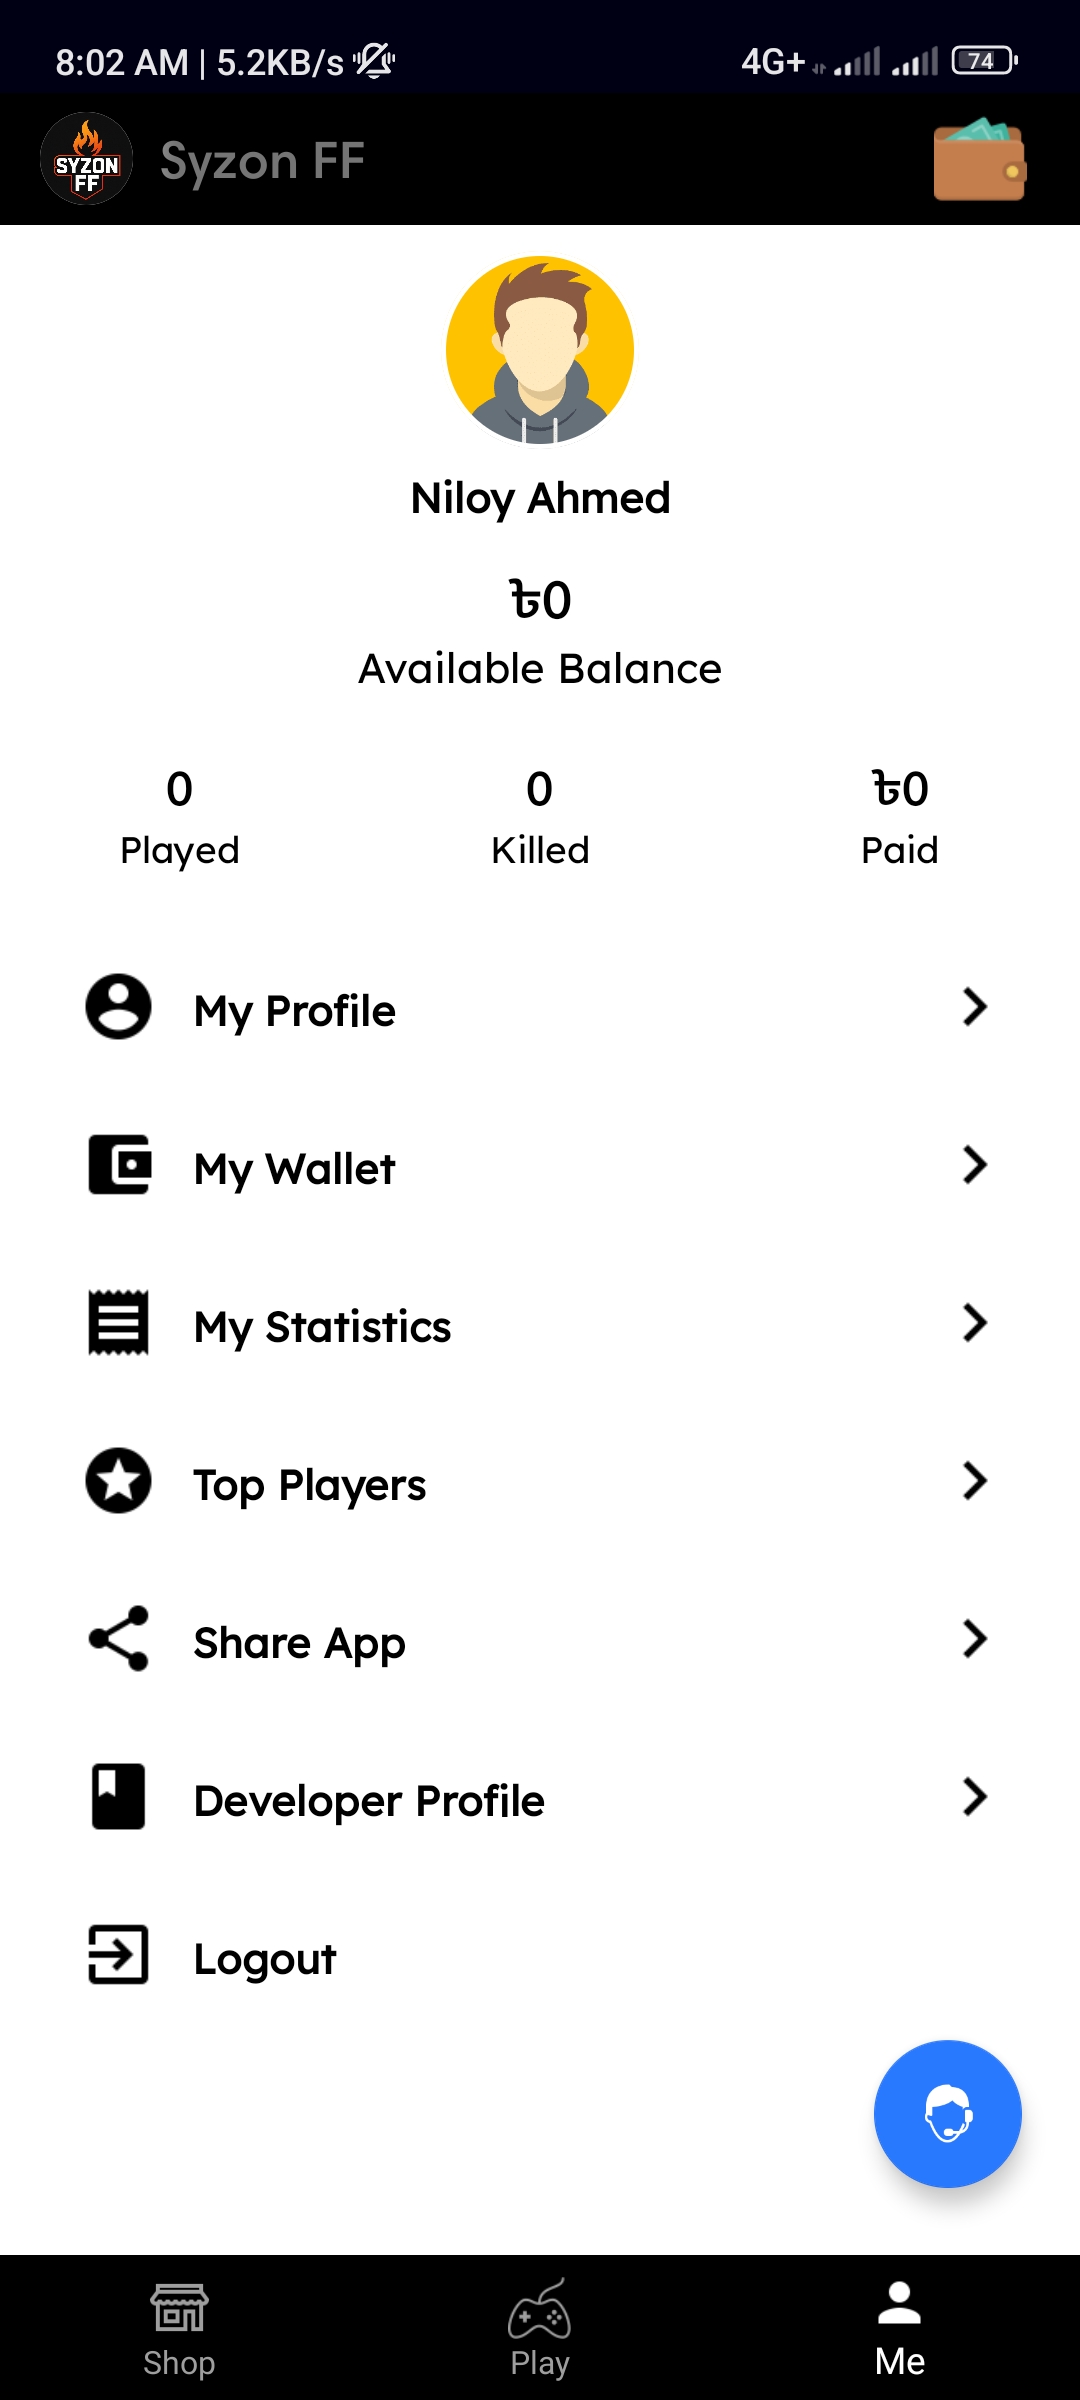 8:02 AM | 5.2KB/s 4G+ 74
SYZON
FF
Syzon FF
Niloy Ahmed
৳0
Available Balance
0 0 ৳0
Played Killed Paid
My Profile
My Wallet
My Statistics
Top Players
Share App
Developer Profile
Logout
Shop Play Me